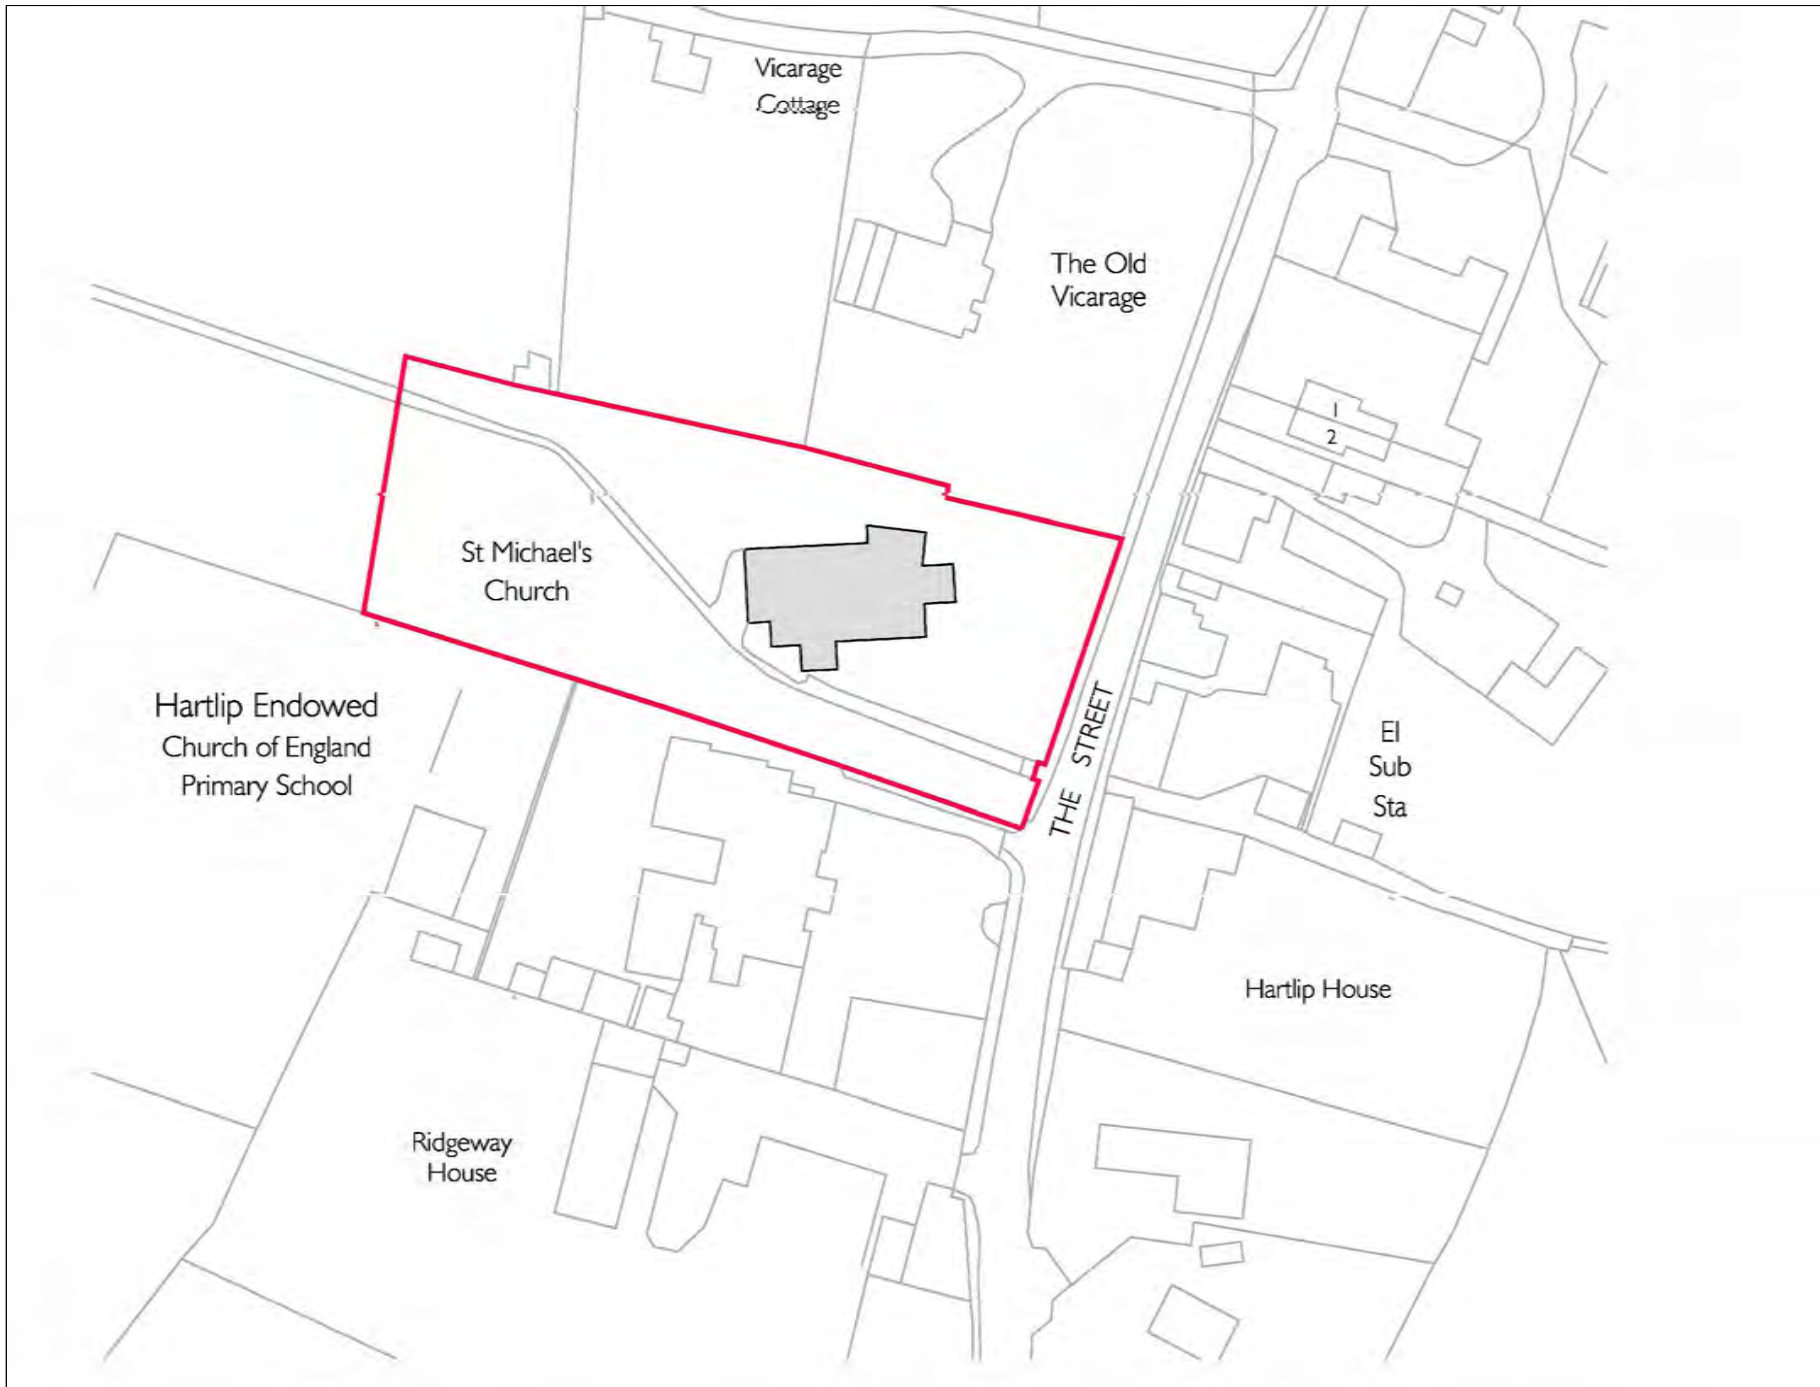 Vicarage
Cottage
The Old
Vicarage
1
2
St Michael's
Church
Hartlip Endowed
Church of England
Primary School
THE STREET
El
Sub
Sta
Hartlip House
Ridgeway
House